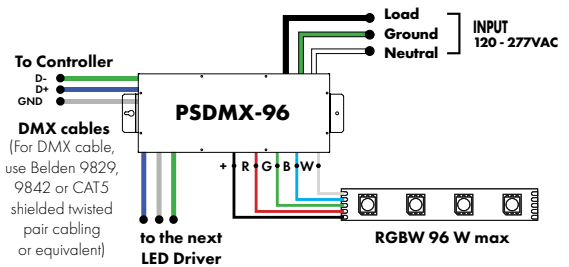 Load
Ground
Neutral
INPUT
120 - 277VAC
To Controller
D-
D+
GND
PSDMX-96
DMX cables
(For DMX cable,
use Belden 9829,
9842 or CAT5
shielded twisted
pair cabling
or equivalent)
+ R G B W
to the next
LED Driver
RGBW 96 W max